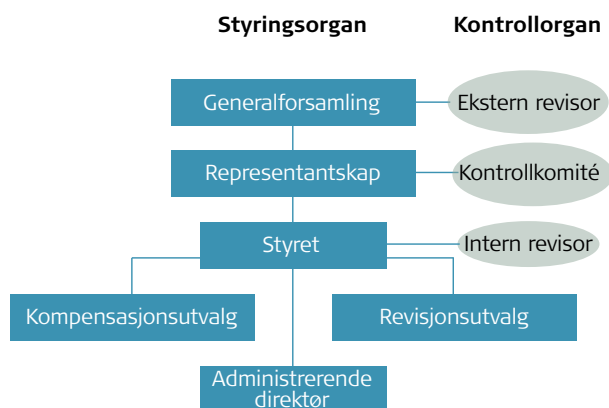 Styringsorgan Kontrollorgan
Generalforsamling Ekstern revisor
Representantskap Kontrollkomité
Styret Intern revisor
Kompensasjonsutvalg Revisjonsutvalg
Administrerende
direktør